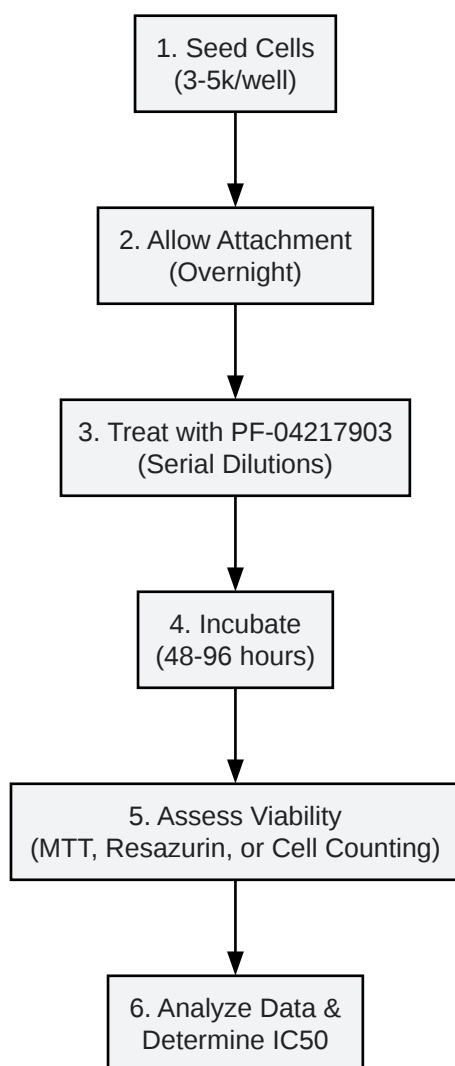 1. Seed Cells
(3-5k/well)
2. Allow Attachment
(Overnight)
3. Treat with PF-04217903
(Serial Dilutions)
4. Incubate
(48-96 hours)
5. Assess Viability
(MTT, Resazurin, or Cell Counting)
6. Analyze Data &
Determine IC50